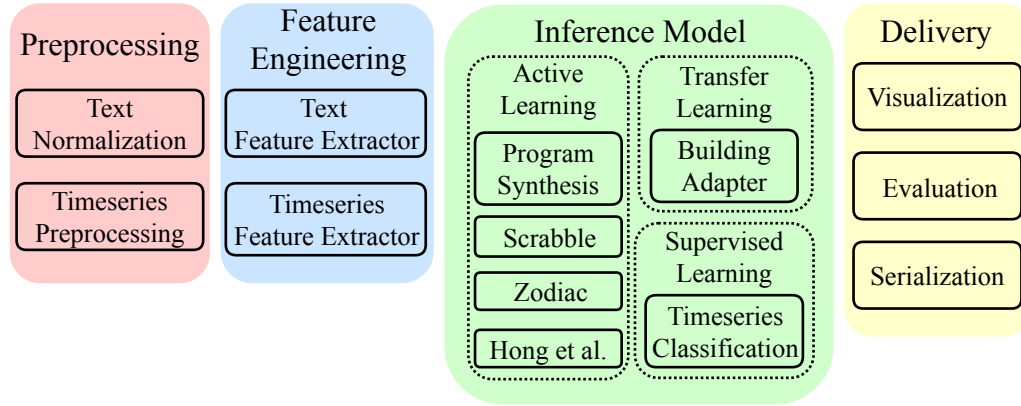 Preprocessing
Text
Normalization
Timeseries
Preprocessing
Feature
Engineering
Text
Feature Extractor
Timeseries
Feature Extractor
Inference Model
Active
Learning
Program
Synthesis
Scrabble
Zodiac
Hong et al.
Transfer
Learning
Building
Adapter
Supervised
Learning
Timeseries
Classification
Delivery
Visualization
Evaluation
Serialization